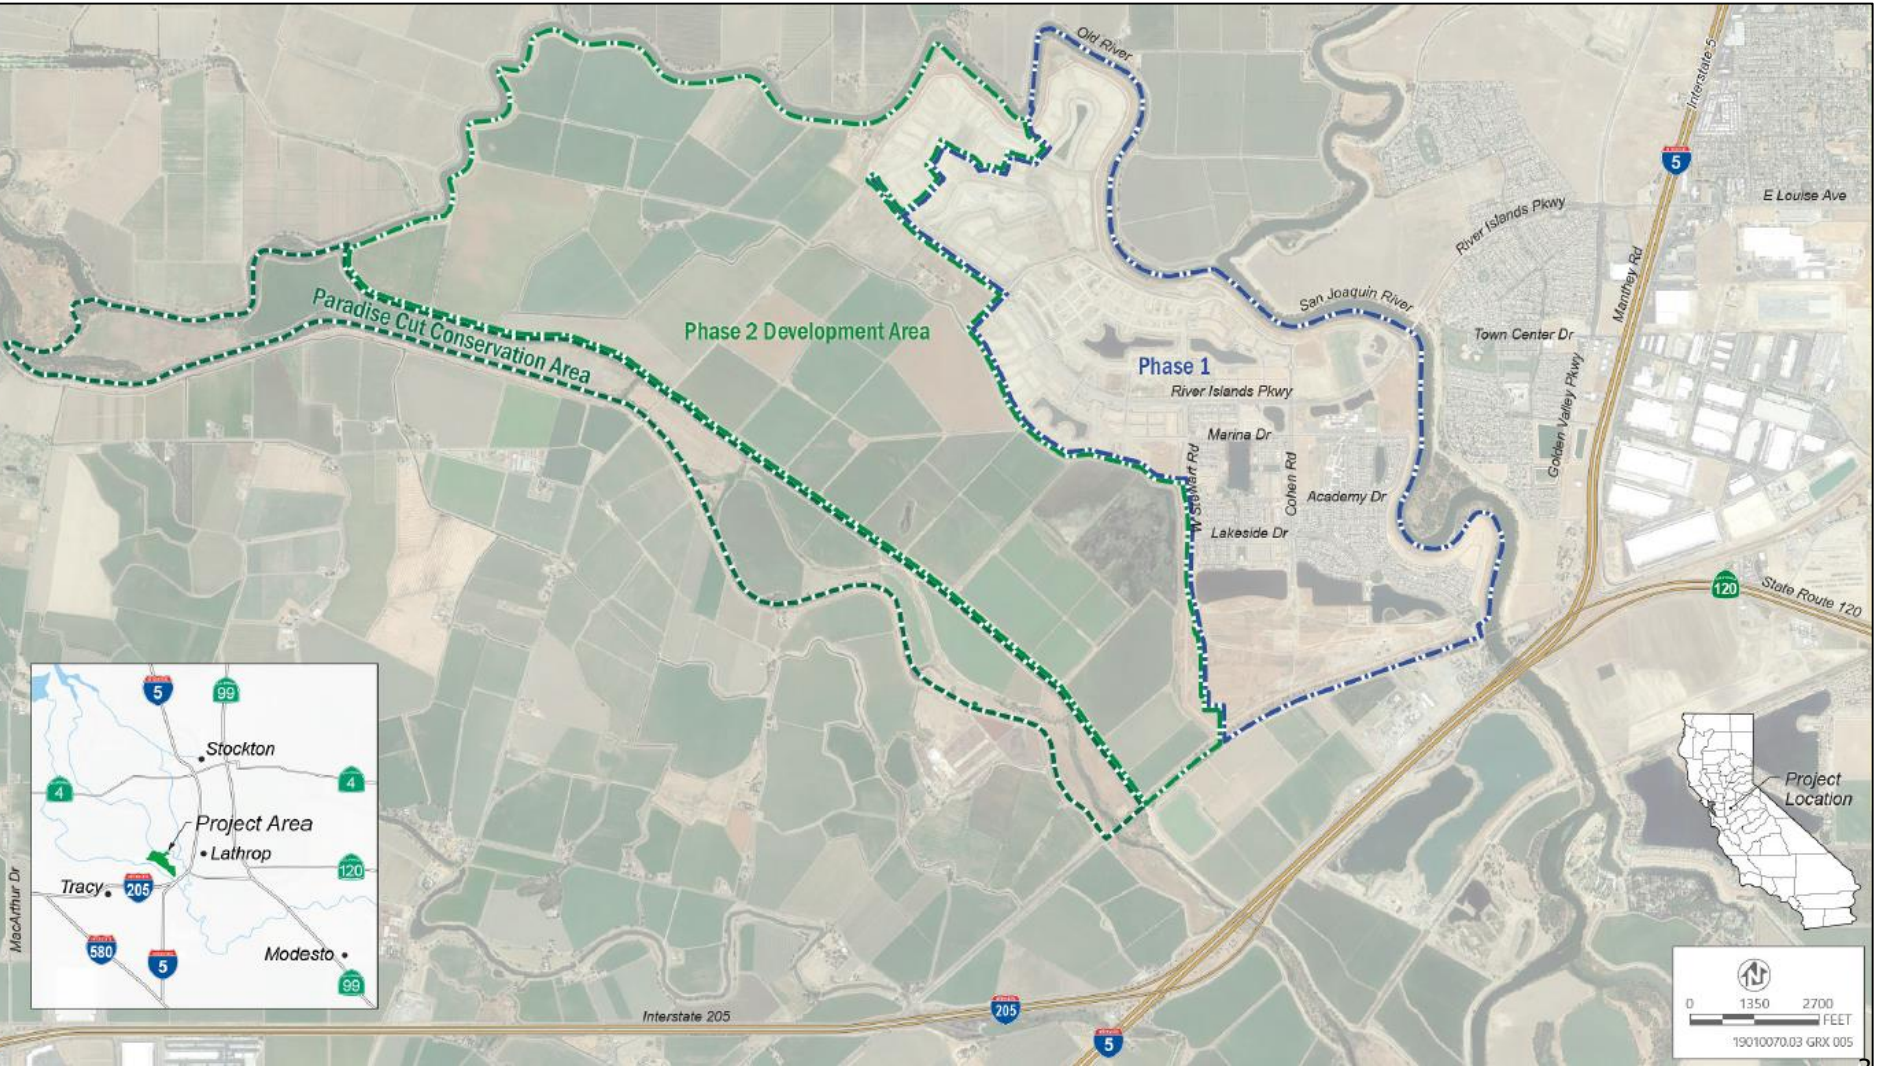 Old River
Interstate 5
5
E Louise Ave
River Islands Pkwy
Manthey Rd
San Joaquin River
Paradise Cut Conservation Area
Phase 2 Development Area
Town Center Dr
Phase 1
River Islands Pkwy
Golden Valley Pkwy
Marina Dr
W Stewart Rd
Cohen Rd
Academy Dr
Lakeside Dr
120
State Route 120
5
99
Stockton
4
4
Project Area
Lathrop
120
Tracy
205
580
5
Modesto
99
MacArthur Dr
Project
Location
Interstate 205
205
5
0 1350 2700
FEET
19010070.03 GRX 005